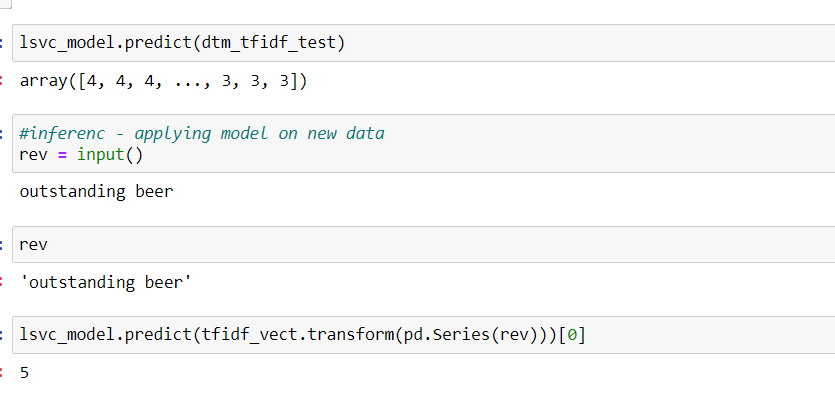 lsvc_model.predict(dtm_tfidf_test)
array([4, 4, 4, ..., 3, 3, 3])
#inferenc - applying model on new data
rev = input()
outstanding beer
rev
'outstanding beer'
lsvc_model.predict(tfidf_vect.transform(pd.Series(rev)))[0]
5